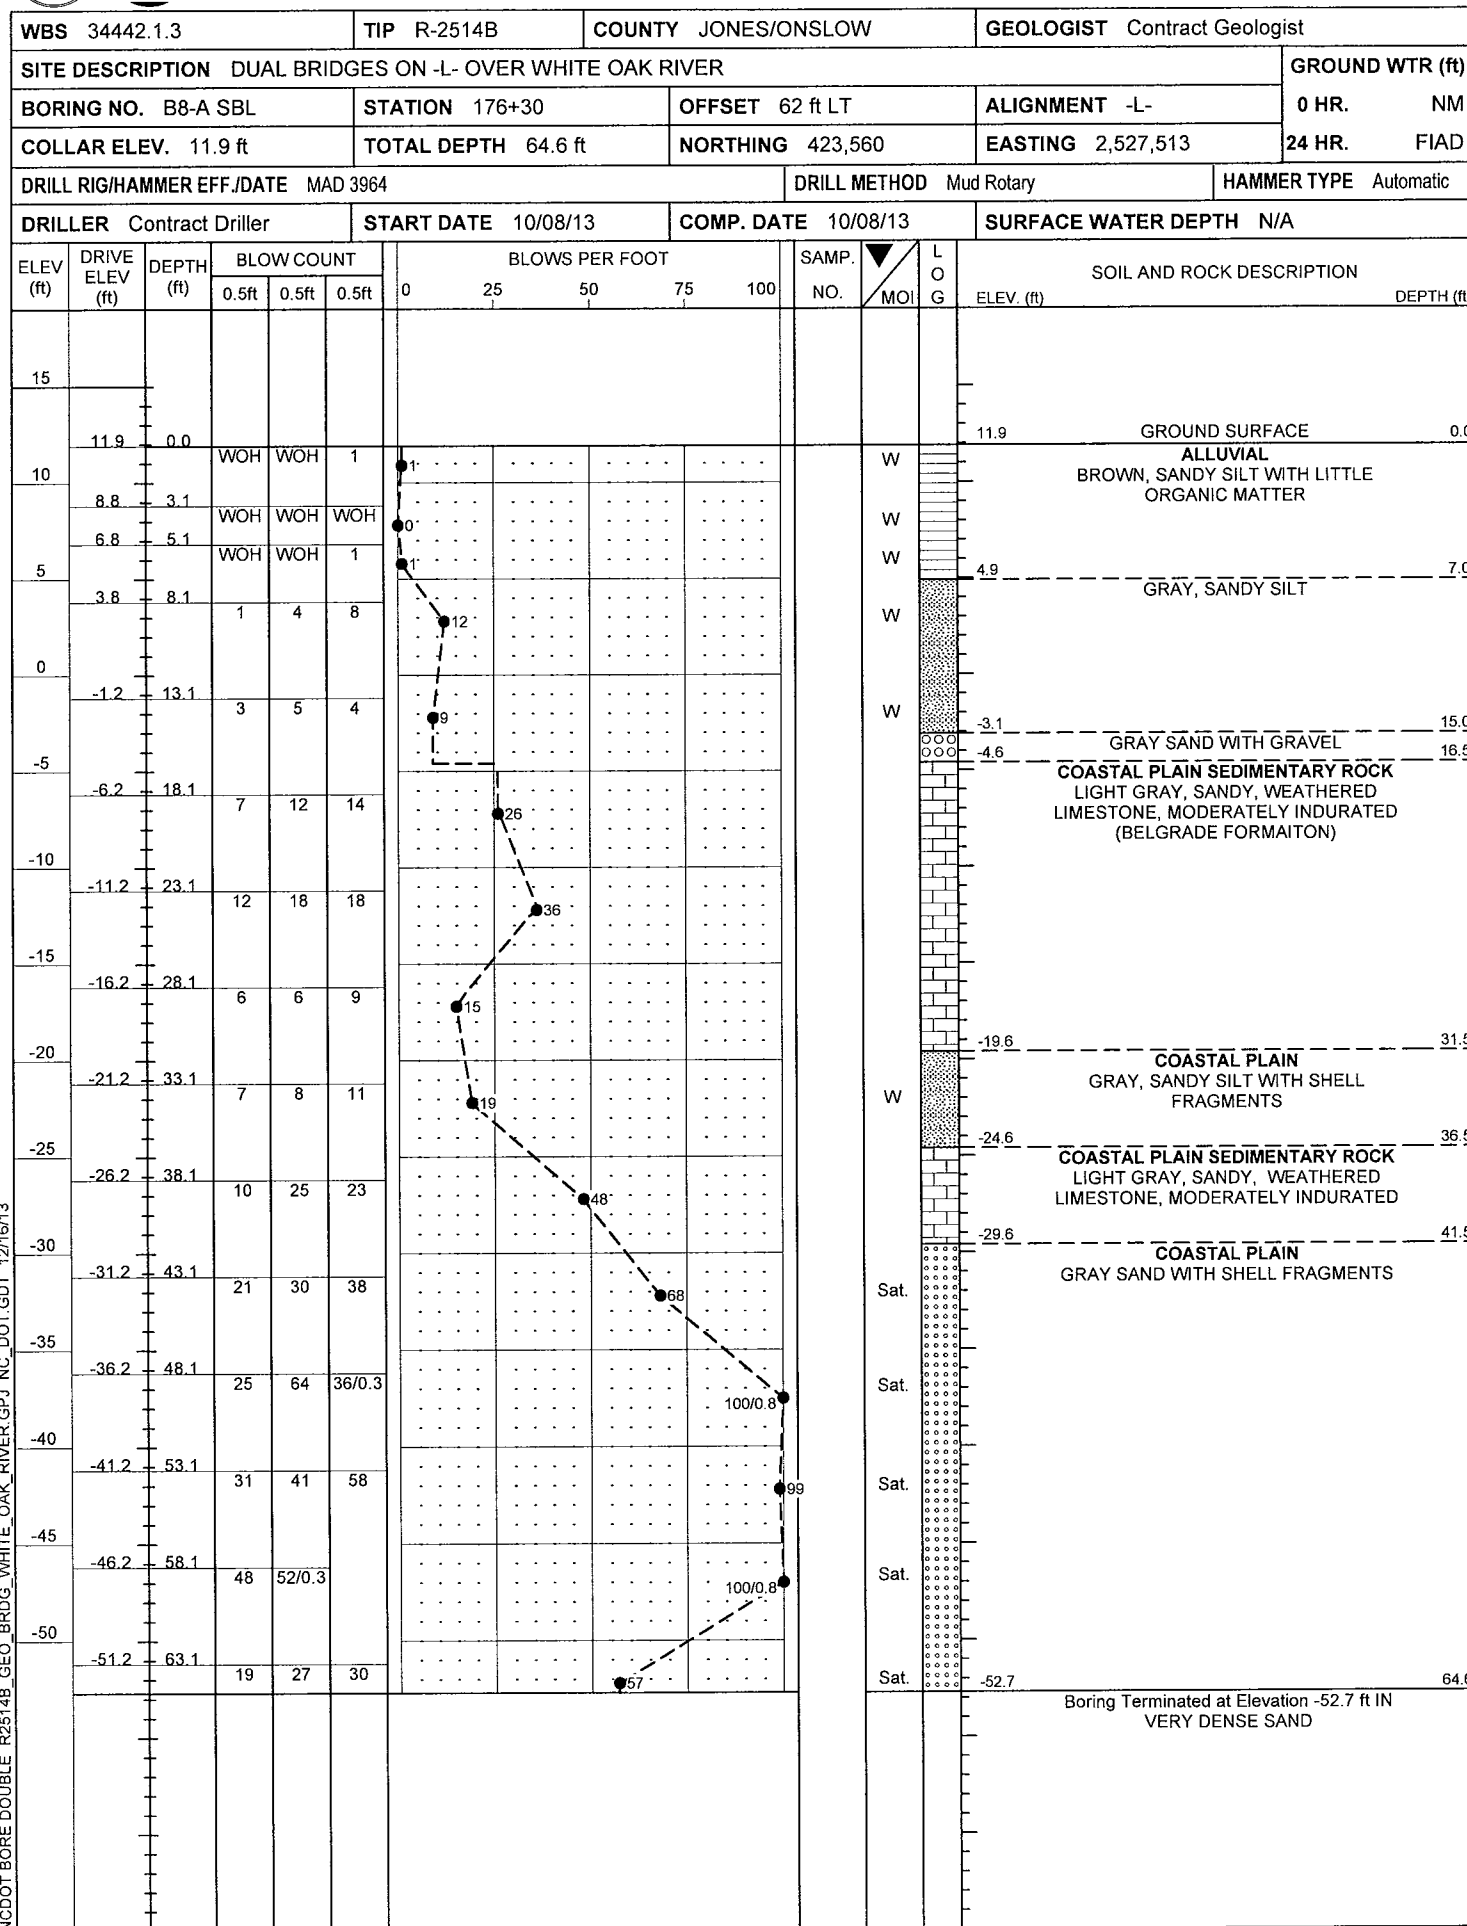 WBS 34442.1.3 TIP R-2514B COUNTY JONES/ONSLOW GEOLOGIST Contract Geologist
SITE DESCRIPTION DUAL BRIDGES ON -L- OVER WHITE OAK RIVER GROUND WTR (ft)
BORING NO. B8-A SBL STATION 176+30 OFFSET 62 ft LT ALIGNMENT -L- 0 HR. NM
COLLAR ELEV. 11.9 ft TOTAL DEPTH 64.6 ft NORTHING 423,560 EASTING 2,527,513 24 HR. FIAD
DRILL RIG/HAMMER EFF./DATE MAD 3964 DRILL METHOD Mud Rotary HAMMER TYPE Automatic
DRILLER Contract Driller START DATE 10/08/13 COMP. DATE 10/08/13 SURFACE WATER DEPTH N/A
ELEV (ft) DRIVE ELEV (ft) DEPTH (ft) BLOW COUNT BLOWS PER FOOT SAMP. NO. MOI LOG SOIL AND ROCK DESCRIPTION
0.5ft 0.5ft 0.5ft 0 25 50 75 100 ELEV. (ft) DEPTH (ft
15
11.9 0.0 11.9 GROUND SURFACE 0.0
WOH WOH 1 1 W ALLUVIAL
10 BROWN, SANDY SILT WITH LITTLE
ORGANIC MATTER
8.8 3.1
WOH WOH WOH 0 W
6.8 5.1
WOH WOH 1 1 W
5 4.9 7.0
GRAY, SANDY SILT
3.8 8.1
1 4 8 12 W
0
-1.2 13.1
3 5 4 9 W
-3.1 15.0
GRAY SAND WITH GRAVEL
-5 -4.6 16.5
COASTAL PLAIN SEDIMENTARY ROCK
-6.2 18.1 LIGHT GRAY, SANDY, WEATHERED
7 12 14 26 LIMESTONE, MODERATELY INDURATED
(BELGRADE FORMAITON)
-10
-11.2 23.1
12 18 18 36
-15
-16.2 28.1
6 6 9 15
-20 -19.6 31.5
COASTAL PLAIN
-21.2 33.1 GRAY, SANDY SILT WITH SHELL
7 8 11 19 W FRAGMENTS
-25 -24.6 36.5
COASTAL PLAIN SEDIMENTARY ROCK
-26.2 38.1 LIGHT GRAY, SANDY, WEATHERED
10 25 23 48 LIMESTONE, MODERATELY INDURATED
-30 -29.6 41.5
COASTAL PLAIN
-31.2 43.1 GRAY SAND WITH SHELL FRAGMENTS
21 30 38 68 Sat.
-35
-36.2 48.1
25 64 36/0.3 100/0.8 Sat.
-40
-41.2 53.1
31 41 58 99 Sat.
-45
-46.2 58.1
48 52/0.3 100/0.8 Sat.
-50
-51.2 63.1
19 27 30 57 Sat. -52.7 64.6
Boring Terminated at Elevation -52.7 ft IN
VERY DENSE SAND
NCDOT BORE DOUBLE R2514B_GEO_BRDG_WHITE_OAK_RIVER.GPJ NC_DOT.GDT 12/16/13